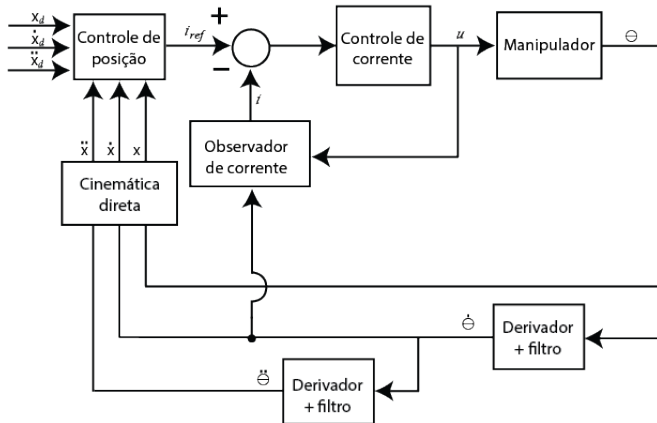 x_d
ẋ_d
ẍ_d
Controle de
posição
i_ref
+
−
Controle de
corrente
u
Manipulador
Θ
i
Observador
de corrente
ẍ
ẋ
x
Cinemática
direta
Θ̇
Derivador
+ filtro
Θ̈
Derivador
+ filtro